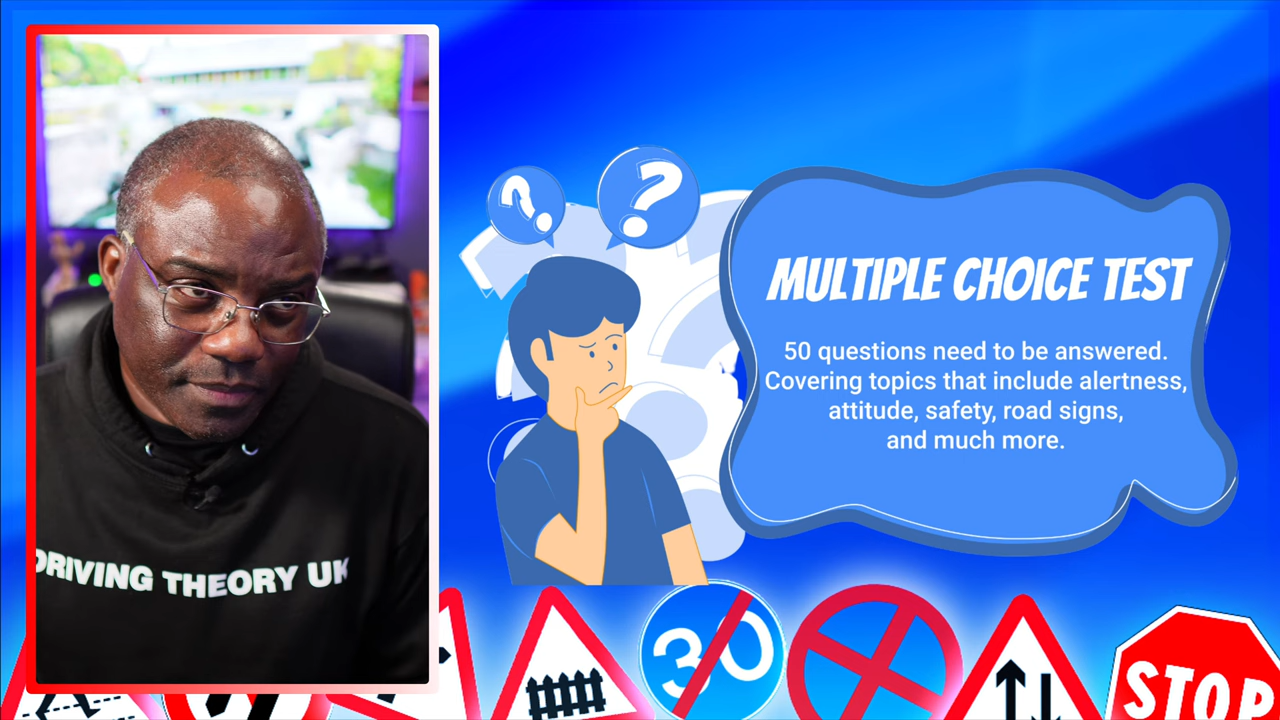 DRIVING THEORY UK
? ?
MULTIPLE CHOICE TEST
50 questions need to be answered.
Covering topics that include alertness,
attitude, safety, road signs,
and much more.
30
STOP